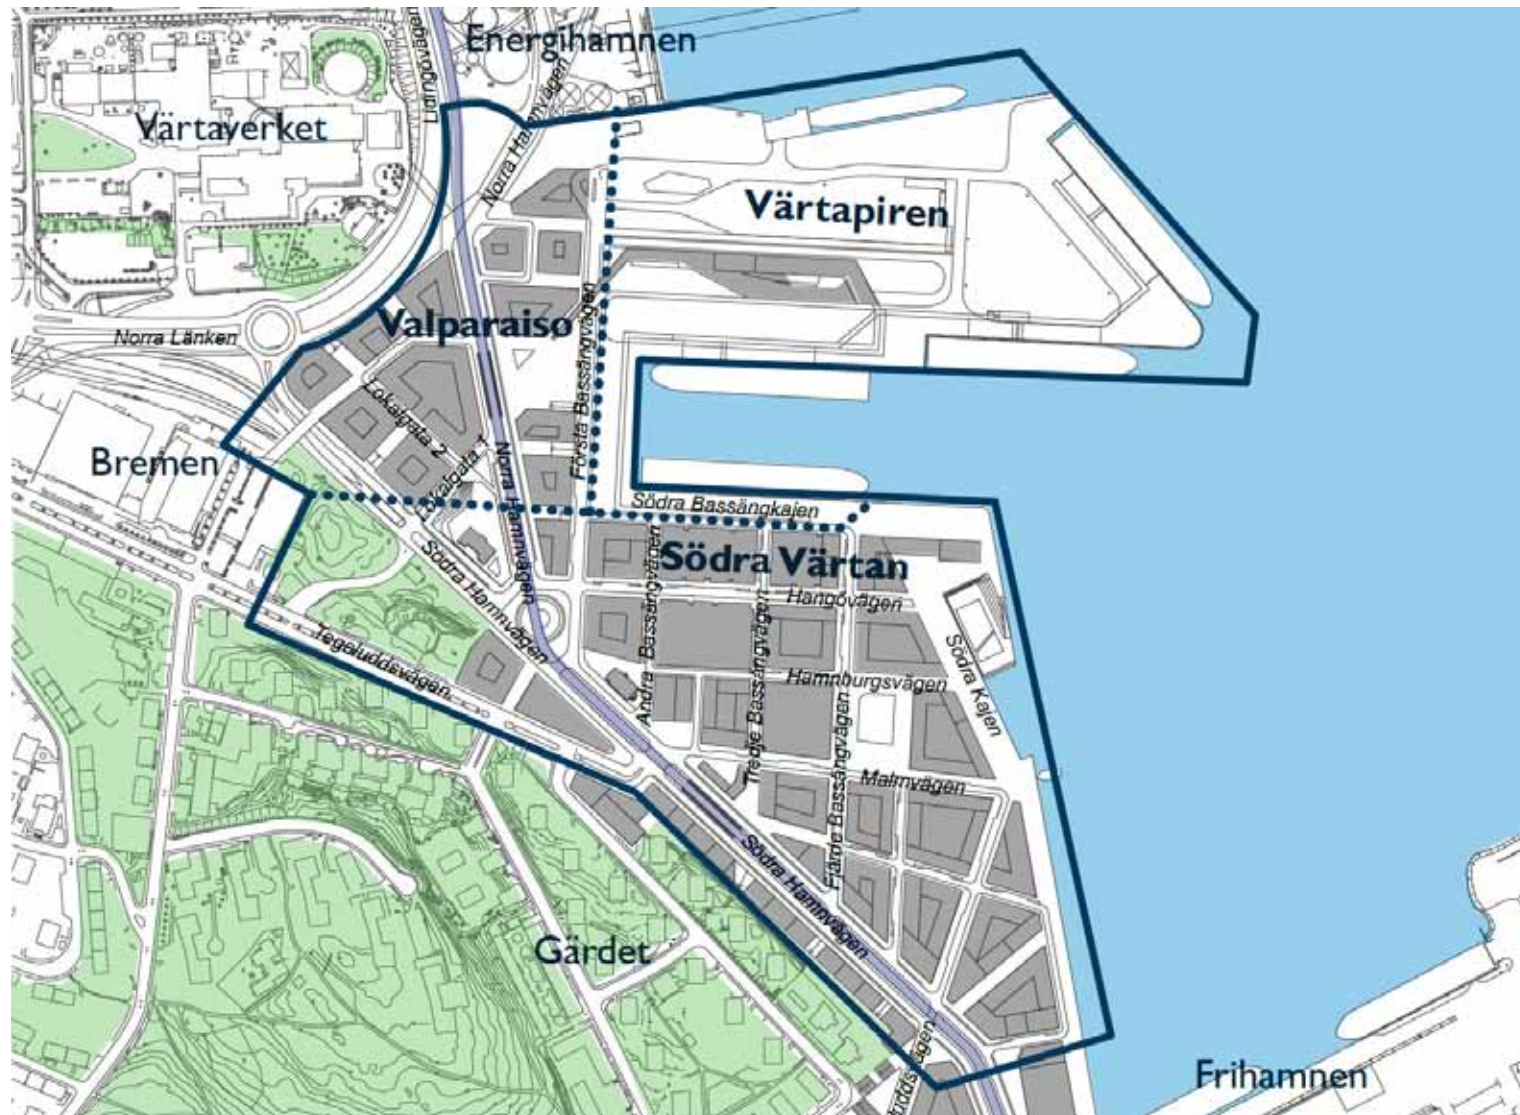 Energihamnen
Lidingövägen
Värtaverket
Norra Hamnvägen
Värtapiren
Valparaiso
Norra Länken
Första Bassängvägen
Lokalgata 2
Lokalgata 1
Bremen
Norra Hamnvägen
Södra Bassängkajen
Södra Värtan
Södra Hamnvägen
Hangövägen
Andra Bassängvägen
Tegeluddsvägen
Södra Kajen
Hamnburgsvägen
Tredje Bassängvägen
Fjärde Bassängvägen
Malmvägen
Södra Hamnvägen
Gärdet
uddsvägen
Frihamnen